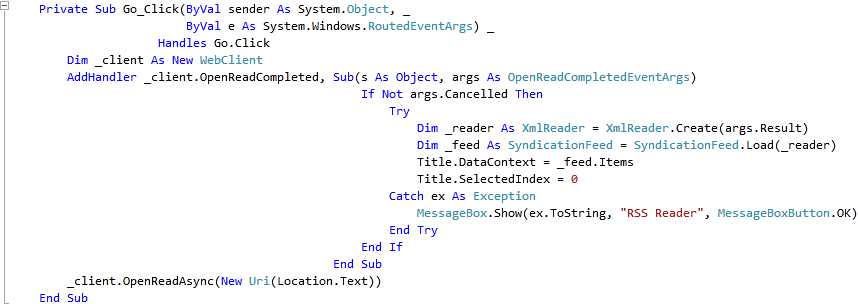 Private Sub Go_Click(ByVal sender As System.Object, _
                     ByVal e As System.Windows.RoutedEventArgs) _
                 Handles Go.Click
    Dim _client As New WebClient
    AddHandler _client.OpenReadCompleted, Sub(s As Object, args As OpenReadCompletedEventArgs)
                                              If Not args.Cancelled Then
                                                  Try
                                                      Dim _reader As XmlReader = XmlReader.Create(args.Result)
                                                      Dim _feed As SyndicationFeed = SyndicationFeed.Load(_reader)
                                                      Title.DataContext = _feed.Items
                                                      Title.SelectedIndex = 0
                                                  Catch ex As Exception
                                                      MessageBox.Show(ex.ToString, "RSS Reader", MessageBoxButton.OK)
                                                  End Try
                                              End If
                                          End Sub
    _client.OpenReadAsync(New Uri(Location.Text))
End Sub